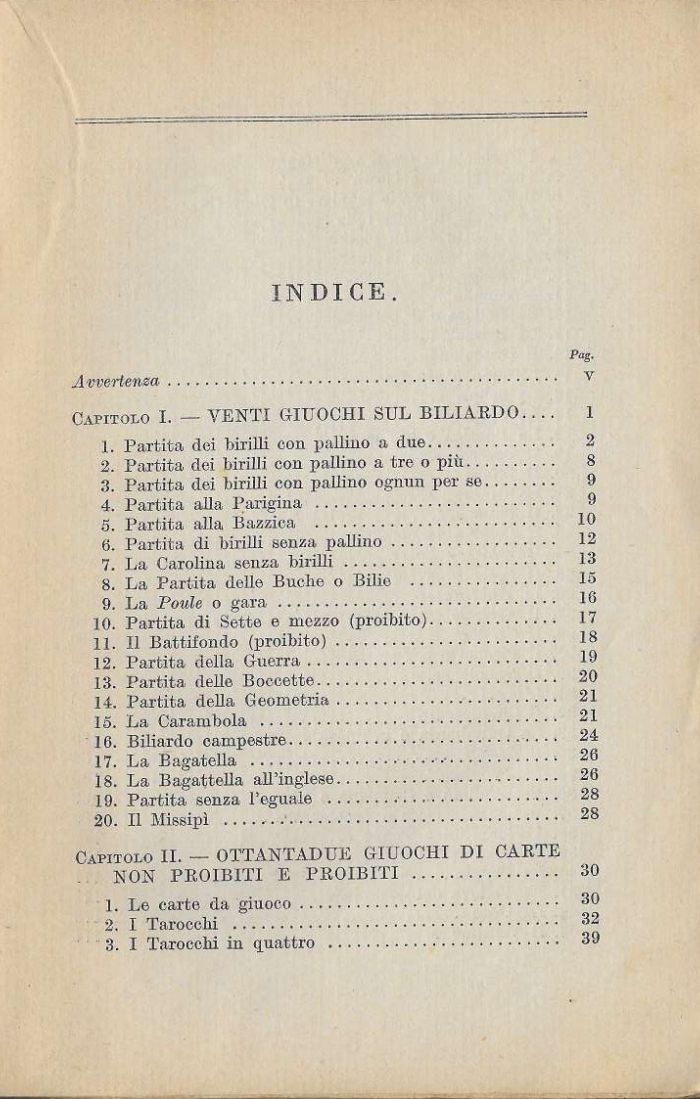 INDICE.
Pag.
Avvertenza ........................................ V
CAPITOLO I. — VENTI GIUOCHI SUL BILIARDO.... 1
1. Partita dei birilli con pallino a due.............. 2
2. Partita dei birilli con pallino a tre o più.......... 8
3. Partita dei birilli con pallino ognun per se........ 9
4. Partita alla Parigina .......................... 9
5. Partita alla Bazzica .......................... 10
6. Partita di birilli senza pallino .................. 12
7. La Carolina senza birilli ....................... 13
8. La Partita delle Buche o Bilie ................ 15
9. La Poule o gara .............................. 16
10. Partita di Sette e mezzo (proibito).............. 17
11. Il Battifondo (proibito) ........................ 18
12. Partita della Guerra ........................... 19
13. Partita delle Boccette.......................... 20
14. Partita della Geometria ........................ 21
15. La Carambola ................................ 21
16. Biliardo campestre............................. 24
17. La Bagatella ................................. 26
18. La Bagattella all'inglese........................ 26
19. Partita senza l'eguale ......................... 28
20. Il Missipì .................................... 28
CAPITOLO II. — OTTANTADUE GIUOCHI DI CARTE
NON PROIBITI E PROIBITI ................ 30
1. Le carte da giuoco ............................ 30
2. I Tarocchi ................................... 32
3. I Tarocchi in quattro ......................... 39